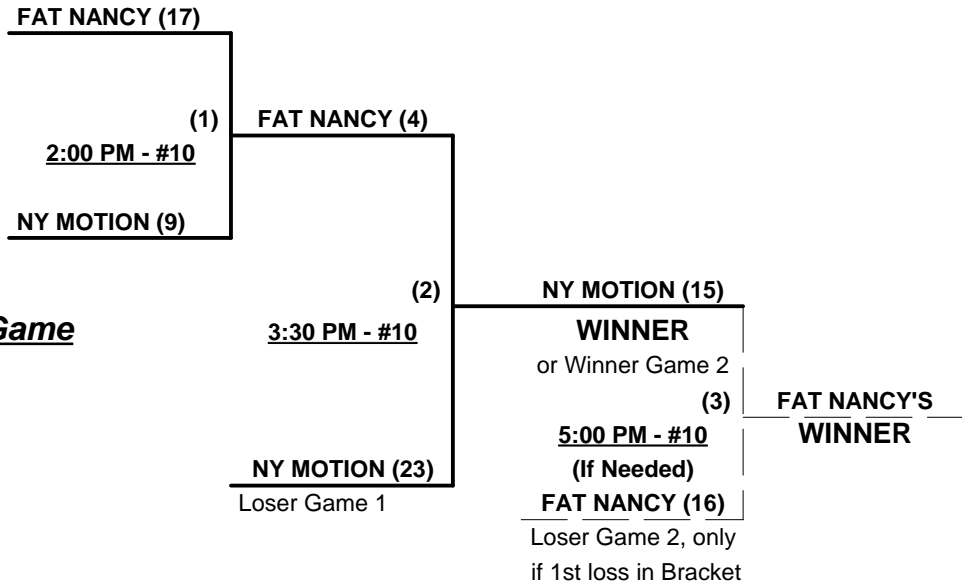 FAT NANCY (17)
(1)
FAT NANCY (4)
2:00 PM - #10
NY MOTION (9)
(2)
NY MOTION (15)
Game
3:30 PM - #10
WINNER
or Winner Game 2
(3)
FAT NANCY'S
5:00 PM - #10
WINNER
NY MOTION (23)
(If Needed)
Loser Game 1
FAT NANCY (16)
Loser Game 2, only
if 1st loss in Bracket